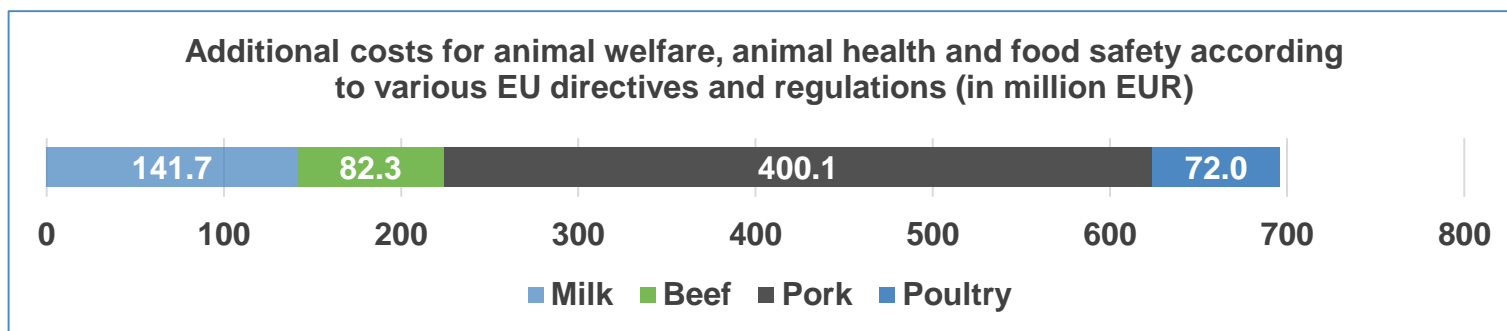 Additional costs for animal welfare, animal health and food safety according
to various EU directives and regulations (in million EUR)
141.7 82.3 400.1 72.0
0 100 200 300 400 500 600 700 800
Milk Beef Pork Poultry